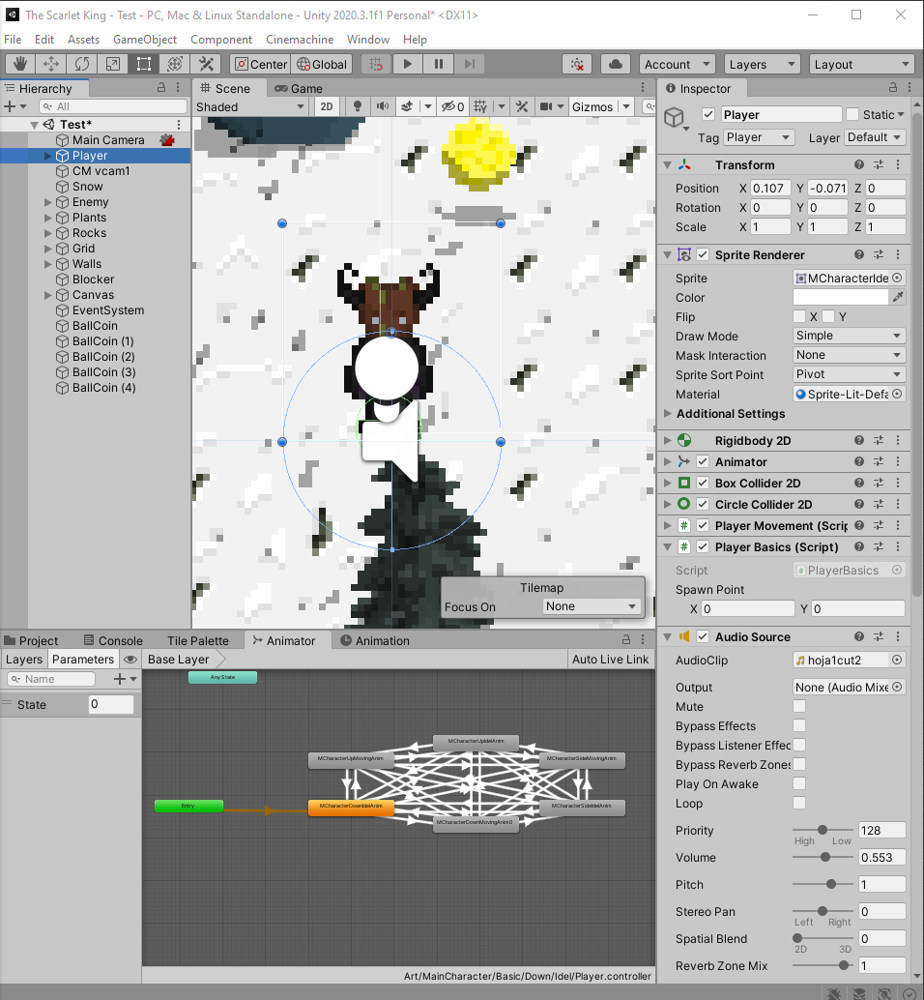 The Scarlet King - Test - PC, Mac & Linux Standalone - Unity 2020.3.1f1 Personal* <DX11>
File Edit Assets GameObject Component Cinemachine Window Help
Center Global Account Layers Layout
Hierarchy
All
Test*
Main Camera
Player
CM vcam1
Snow
Enemy
Plants
Rocks
Grid
Walls
Blocker
Canvas
EventSystem
BallCoin
BallCoin (1)
BallCoin (2)
BallCoin (3)
BallCoin (4)
Scene Game
Shaded 2D 0 Gizmos
Tilemap
Focus On None
Inspector
Player Static
Tag Player Layer Default
Transform
Position X 0.107 Y -0.071 Z 0
Rotation X 0 Y 0 Z 0
Scale X 1 Y 1 Z 1
Sprite Renderer
Sprite MCharacterIde
Color
Flip X Y
Draw Mode Simple
Mask Interaction None
Sprite Sort Point Pivot
Material Sprite-Lit-Defa
Additional Settings
Rigidbody 2D
Animator
Box Collider 2D
Circle Collider 2D
Player Movement (Scrip
Player Basics (Script)
Script PlayerBasics
Spawn Point
X 0 Y 0
Audio Source
AudioClip hoja1cut2
Output None (Audio Mixe
Mute
Bypass Effects
Bypass Listener Effec
Bypass Reverb Zones
Play On Awake
Loop
Priority 128
High Low
Volume 0.553
Pitch 1
Stereo Pan 0
Left Right
Spatial Blend 0
2D 3D
Reverb Zone Mix 1
Project Console Tile Palette Animator Animation
Layers Parameters Base Layer Auto Live Link
Name
State 0
Any State
MCharacterUpIdelAnim
MCharacterUpMovingAnim
MCharacterSideMovingAnim
Entry
MCharacterDownIdelAnim
MCharacterSideIdelAnim
MCharacterDownMovingAnim0
Art/MainCharacter/Basic/Down/Idel/Player.controller